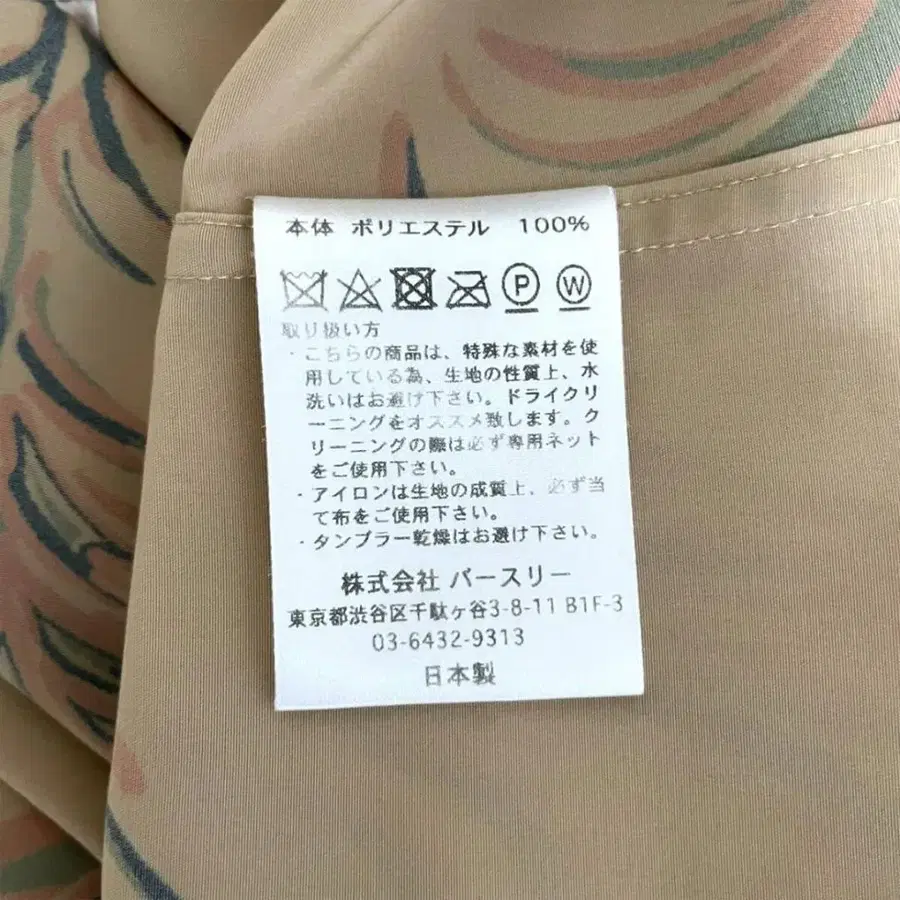 本体 ポリエステル 100%
P W
取り扱い方
・こちらの商品は、特殊な素材を使
用している為、生地の性質上、水
洗いはお避け下さい。ドライクリ
ーニングをオススメ致します。ク
リーニングの際は必ず専用ネット
をご使用下さい。
・アイロンは生地の成質上、必ず当
て布をご使用下さい。
・タンブラー乾燥はお避け下さい。
株式会社 バースリー
東京都渋谷区千駄ヶ谷3-8-11 B1F-3
03-6432-9313
日本製